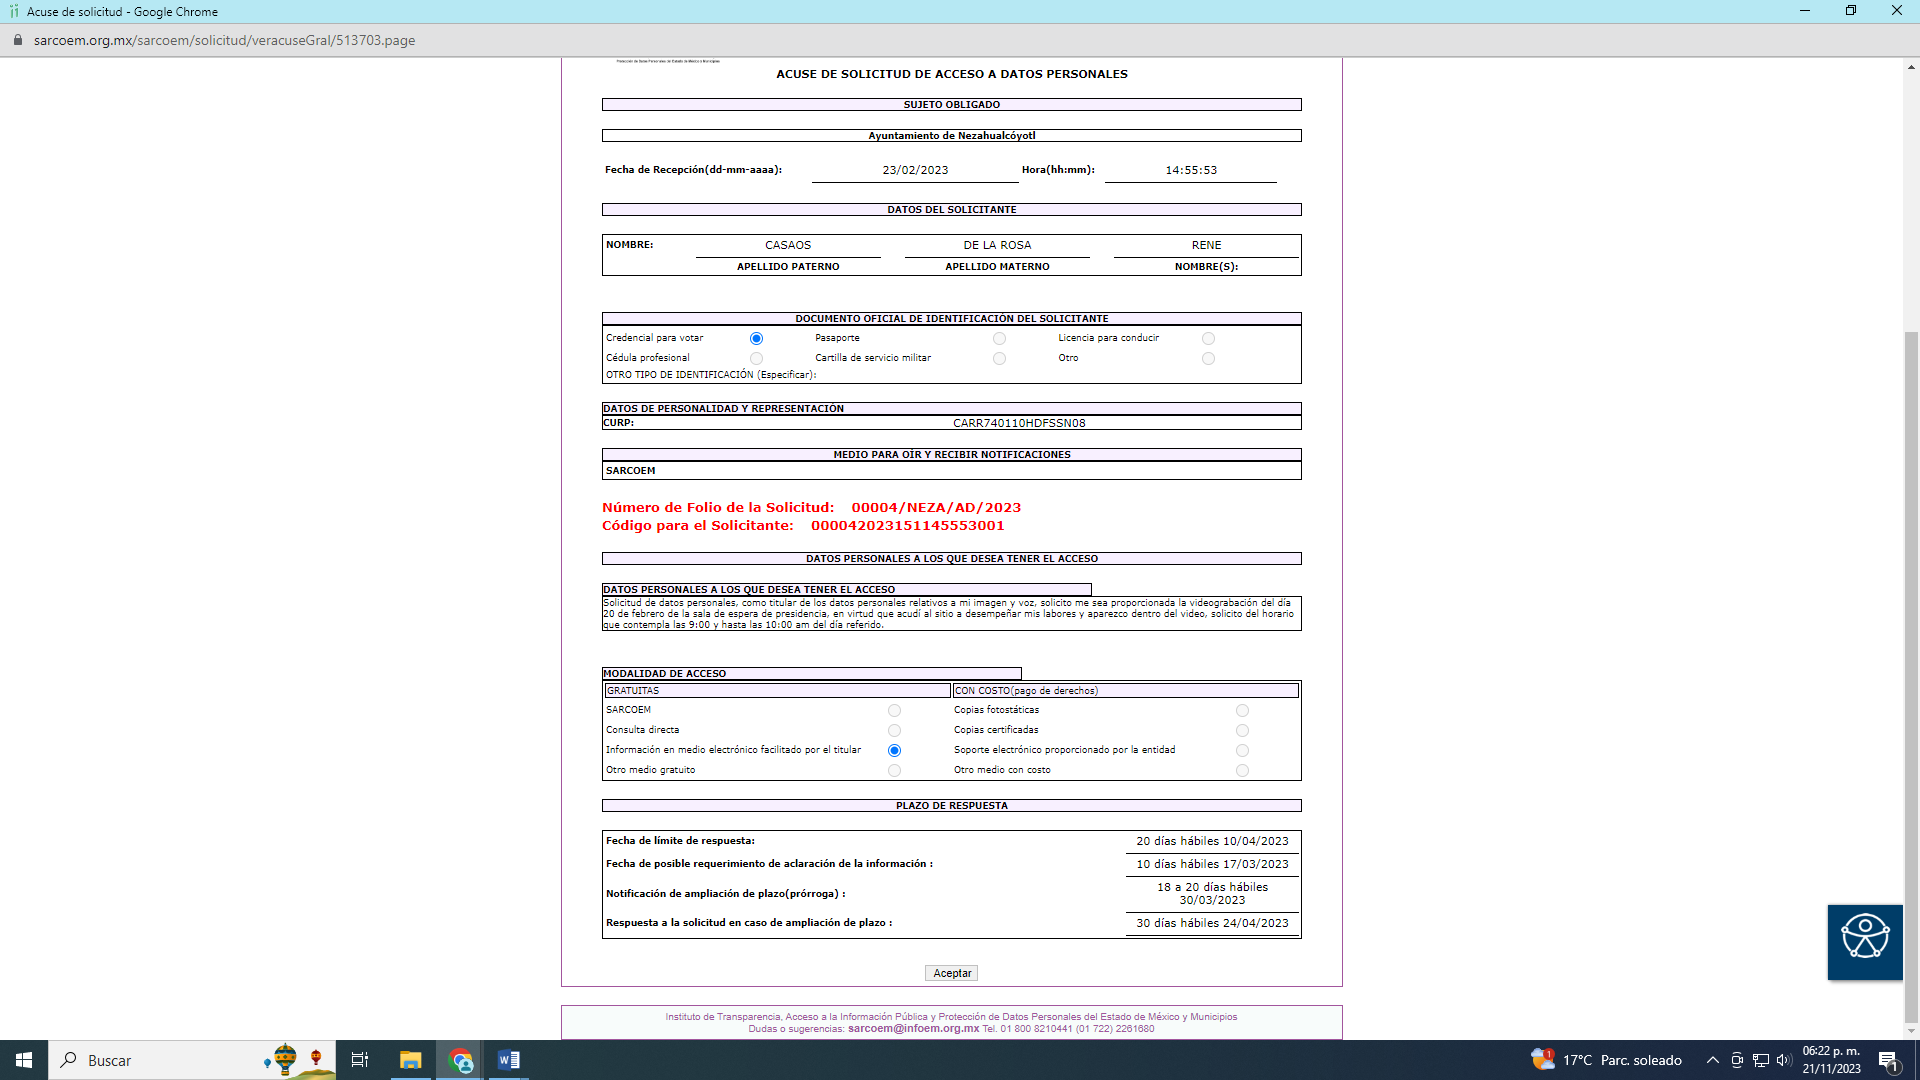 Acuse de solicitud - Google Chrome
sarcoem.org.mx/sarcoem/solicitud/veracuseGral/513703.page
Protección de Datos Personales de Estado de México o Municipios
ACUSE DE SOLICITUD DE ACCESO A DATOS PERSONALES
SUJETO OBLIGADO
Ayuntamiento de Nezahualcóyotl
Fecha de Recepción(dd-mm-aaaa): 23/02/2023 Hora(hh:mm): 14:55:53
DATOS DEL SOLICITANTE
NOMBRE: CASAOS DE LA ROSA RENE
APELLIDO PATERNO APELLIDO MATERNO NOMBRE(S):
DOCUMENTO OFICIAL DE IDENTIFICACIÓN DEL SOLICITANTE
Credencial para votar Pasaporte Licencia para conducir
Cédula profesional Cartilla de servicio militar Otro
OTRO TIPO DE IDENTIFICACIÓN (Especificar):
DATOS DE PERSONALIDAD Y REPRESENTACIÓN
CURP: CARR740110HDFSSN08
MEDIO PARA OÍR Y RECIBIR NOTIFICACIONES
SARCOEM
Número de Folio de la Solicitud: 00004/NEZA/AD/2023
Código para el Solicitante: 000042023151145553001
DATOS PERSONALES A LOS QUE DESEA TENER EL ACCESO
DATOS PERSONALES A LOS QUE DESEA TENER EL ACCESO
Solicitud de datos personales, como titular de los datos personales relativos a mi imagen y voz, solicito me sea proporcionada la videograbación del día
20 de febrero de la sala de espera de presidencia, en virtud que acudí al sitio a desempeñar mis labores y aparezco dentro del video, solicito del horario
que contempla las 9:00 y hasta las 10:00 am del día referido.
MODALIDAD DE ACCESO
GRATUITAS CON COSTO(pago de derechos)
SARCOEM Copias fotostáticas
Consulta directa Copias certificadas
Información en medio electrónico facilitado por el titular Soporte electrónico proporcionado por la entidad
Otro medio gratuito Otro medio con costo
PLAZO DE RESPUESTA
Fecha de límite de respuesta: 20 días hábiles 10/04/2023
Fecha de posible requerimiento de aclaración de la información : 10 días hábiles 17/03/2023
Notificación de ampliación de plazo(prórroga) : 18 a 20 días hábiles
30/03/2023
Respuesta a la solicitud en caso de ampliación de plazo : 30 días hábiles 24/04/2023
Aceptar
Instituto de Transparencia, Acceso a la Información Pública y Protección de Datos Personales del Estado de México y Municipios
Dudas o sugerencias: sarcoem@infoem.org.mx Tel. 01 800 8210441 (01 722) 2261680
Buscar
1 17°C Parc. soleado
06:22 p. m.
21/11/2023
1